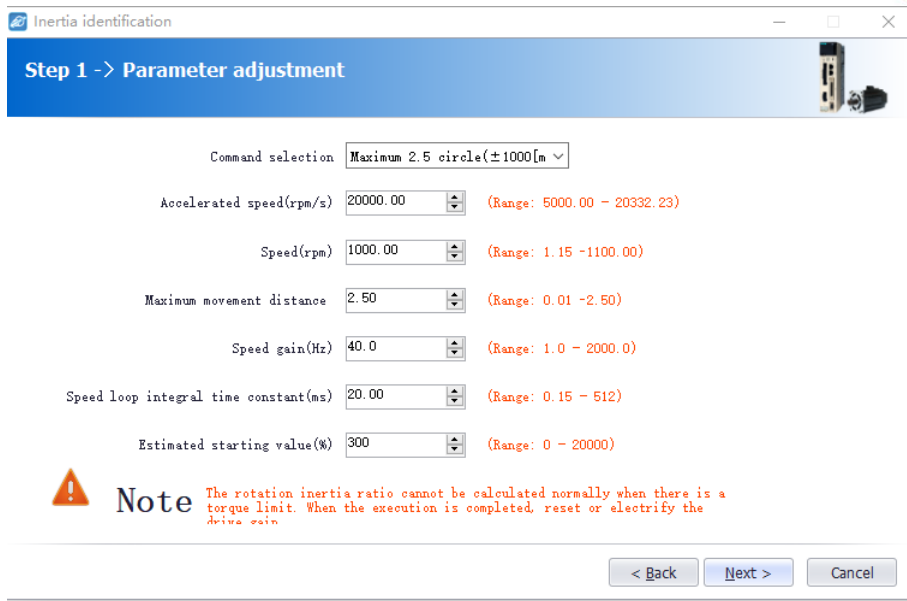 Inertia identification
Step 1 -> Parameter adjustment
Command selection Maximum 2.5 circle(±1000[m
Accelerated speed(rpm/s) 20000.00 (Range: 5000.00 - 20332.23)
Speed(rpm) 1000.00 (Range: 1.15 -1100.00)
Maximum movement distance 2.50 (Range: 0.01 -2.50)
Speed gain(Hz) 40.0 (Range: 1.0 - 2000.0)
Speed loop integral time constant(ms) 20.00 (Range: 0.15 - 512)
Estimated starting value(%) 300 (Range: 0 - 20000)
Note The rotation inertia ratio cannot be calculated normally when there is a
torque limit. When the execution is completed, reset or electrify the
drive gain
< Back Next > Cancel